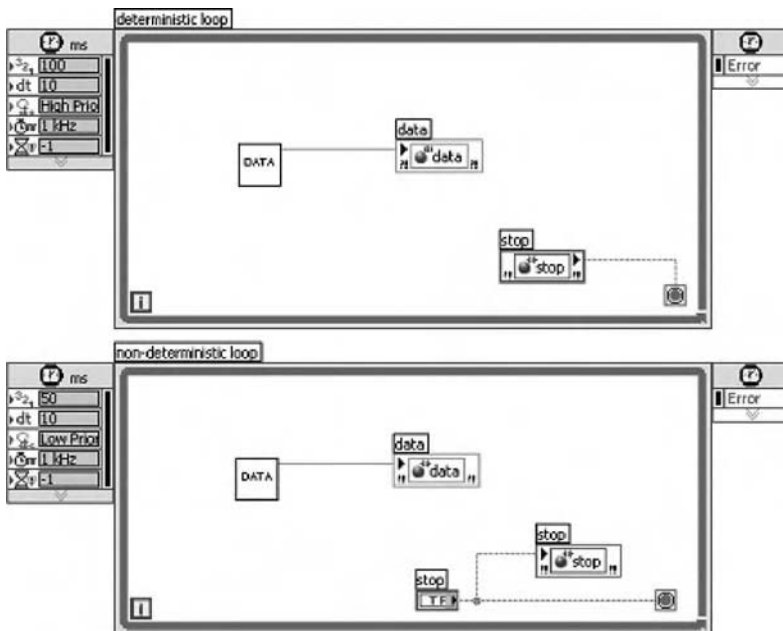 deterministic loop
ms
100
dt 10
High Prio
1 kHz
-1
Error
DATA
data
data
stop
stop
i
non-deterministic loop
ms
50
dt 10
Low Prior
1 kHz
-1
Error
DATA
data
data
stop
stop
stop
TF
i